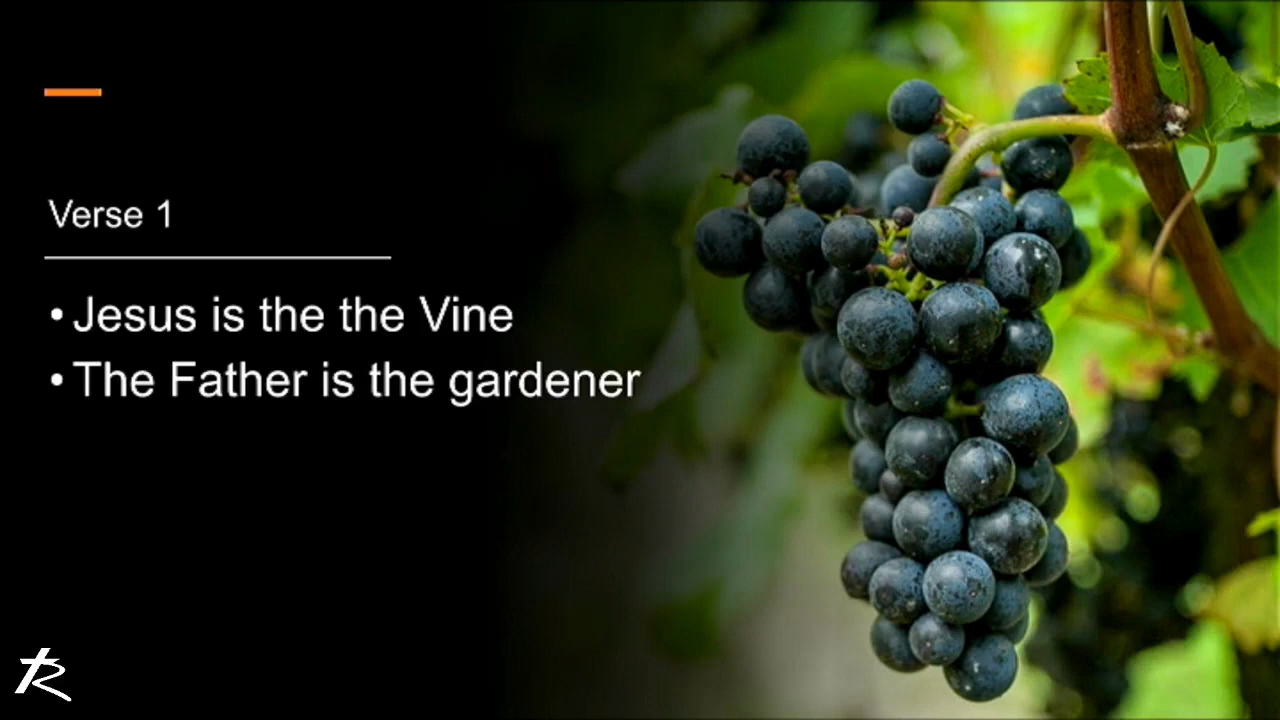 Verse 1
• Jesus is the the Vine
• The Father is the gardener